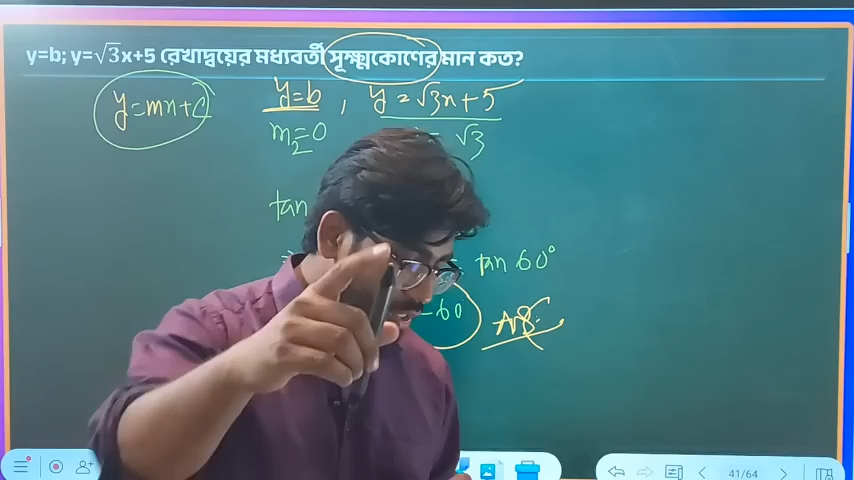 y=b; y=√3x+5 রেখাদ্বয়ের মধ্যবর্তী সূক্ষ্মকোণের মান কত?
y=mx+c y=b, y=√3x+5
m₂=0 = √3
tan
= tan 60°
=60 Ans:
41/64